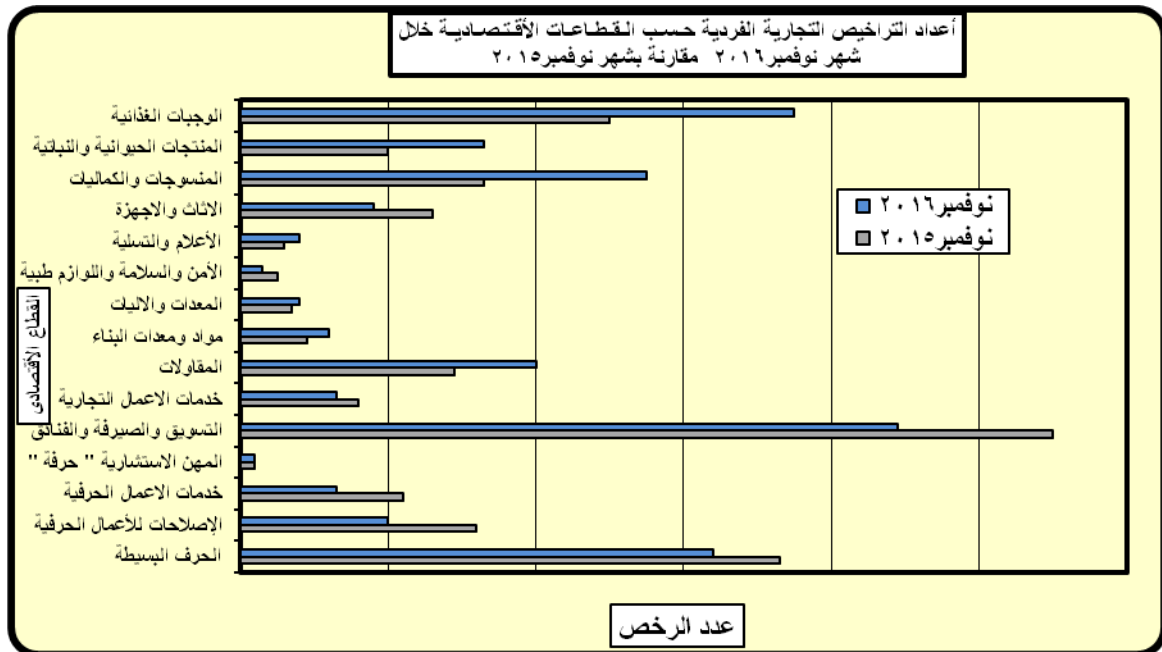 أعداد التراخيص التجارية الفردية حسب القطاعات الأقتصادية خلال
شهر نوفمبر٢٠١٦ مقارنة بشهر نوفمبر٢٠١٥
الوجبات الغذائية
المنتجات الحيوانية والنباتية
المنسوجات والكماليات
الاثاث والاجهزة
الأعلام والتسلية
الأمن والسلامة واللوازم طبية
المعدات والاليات
مواد ومعدات البناء
المقاولات
خدمات الاعمال التجارية
التسويق والصيرفة والفنادق
المهن الاستشارية " حرفة "
خدمات الاعمال الحرفية
الإصلاحات للأعمال الحرفية
الحرف البسيطة
نوفمبر٢٠١٦
نوفمبر٢٠١٥
القطاع الأقتصادى
عدد الرخص